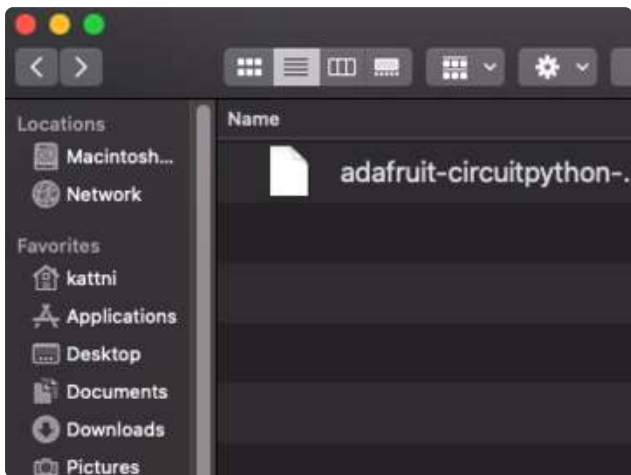 Locations
Macintosh...
Network
Favorites
kattni
Applications
Desktop
Documents
Downloads
Pictures
Name
adafruit-circuitpython-.